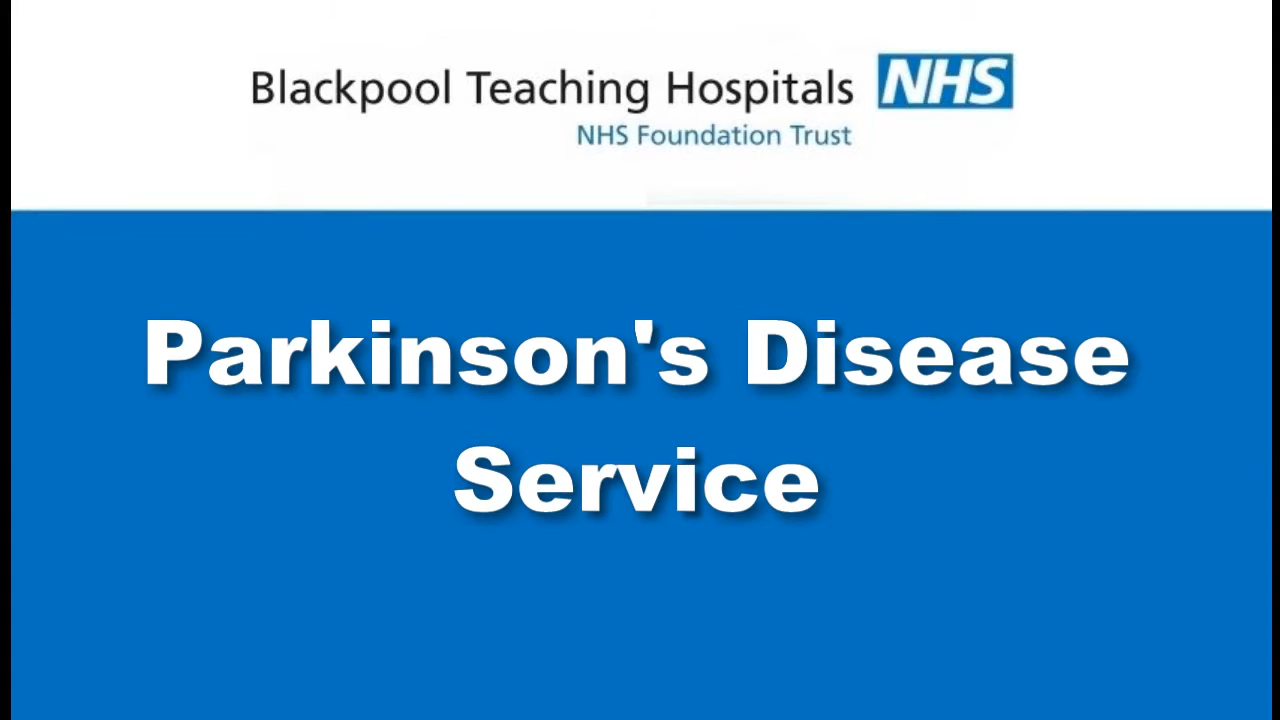 Blackpool Teaching Hospitals NHS
NHS Foundation Trust
Parkinson's Disease
Service